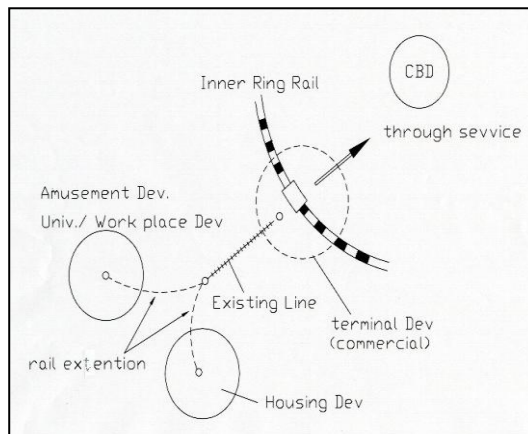 CBD
Inner Ring Rail
through sevvice
Amusement Dev.
Univ./ Work place Dev
Existing Line
terminal Dev
(commercial)
rail extention
Housing Dev